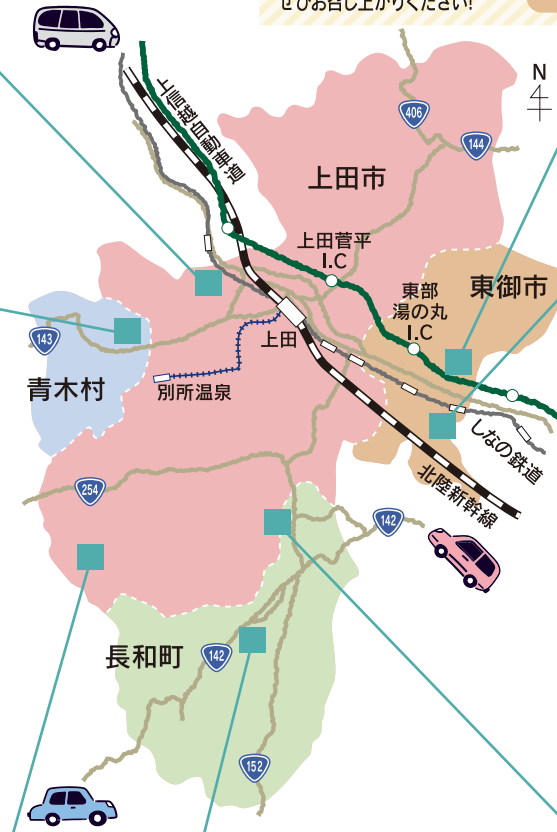 ぜひお召し上がりください!
N
406
144
上信越自動車道
上田市
上田菅平
I.C
東部
湯の丸
I.C
東御市
143
上田
別所温泉
青木村
しなの鉄道
北陸新幹線
254
142
長和町
142
152